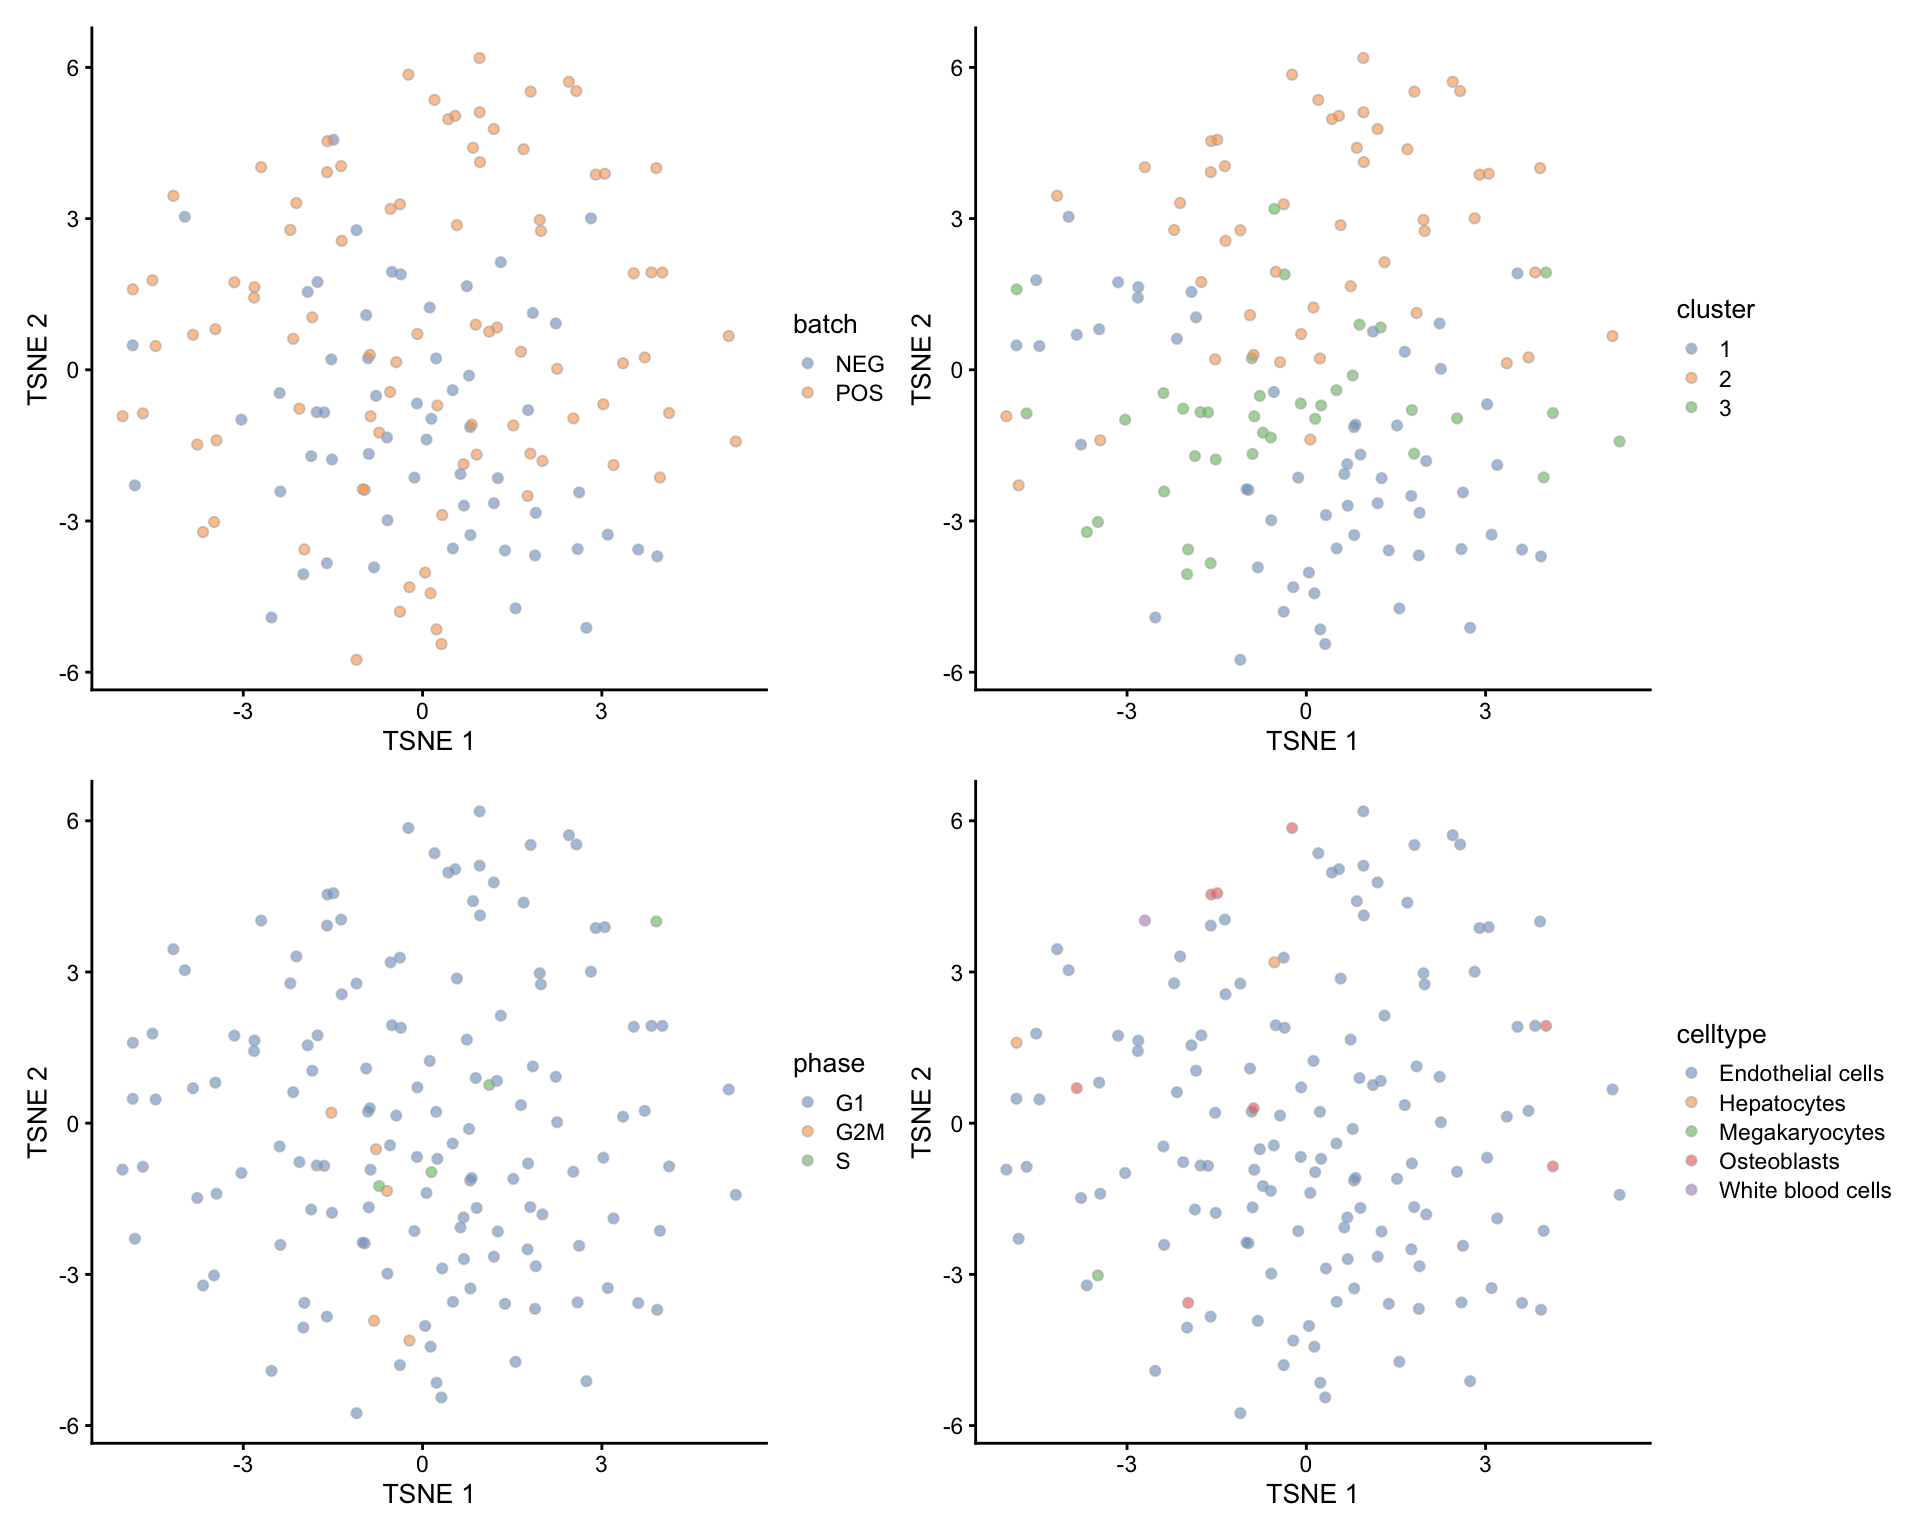 6
3
0
-3
-6
TSNE 2
-3 0 3
TSNE 1
batch
NEG
POS
6
3
0
-3
-6
TSNE 2
-3 0 3
TSNE 1
cluster
1
2
3
6
3
0
-3
-6
TSNE 2
-3 0 3
TSNE 1
phase
G1
G2M
S
6
3
0
-3
-6
TSNE 2
-3 0 3
TSNE 1
celltype
Endothelial cells
Hepatocytes
Megakaryocytes
Osteoblasts
White blood cells